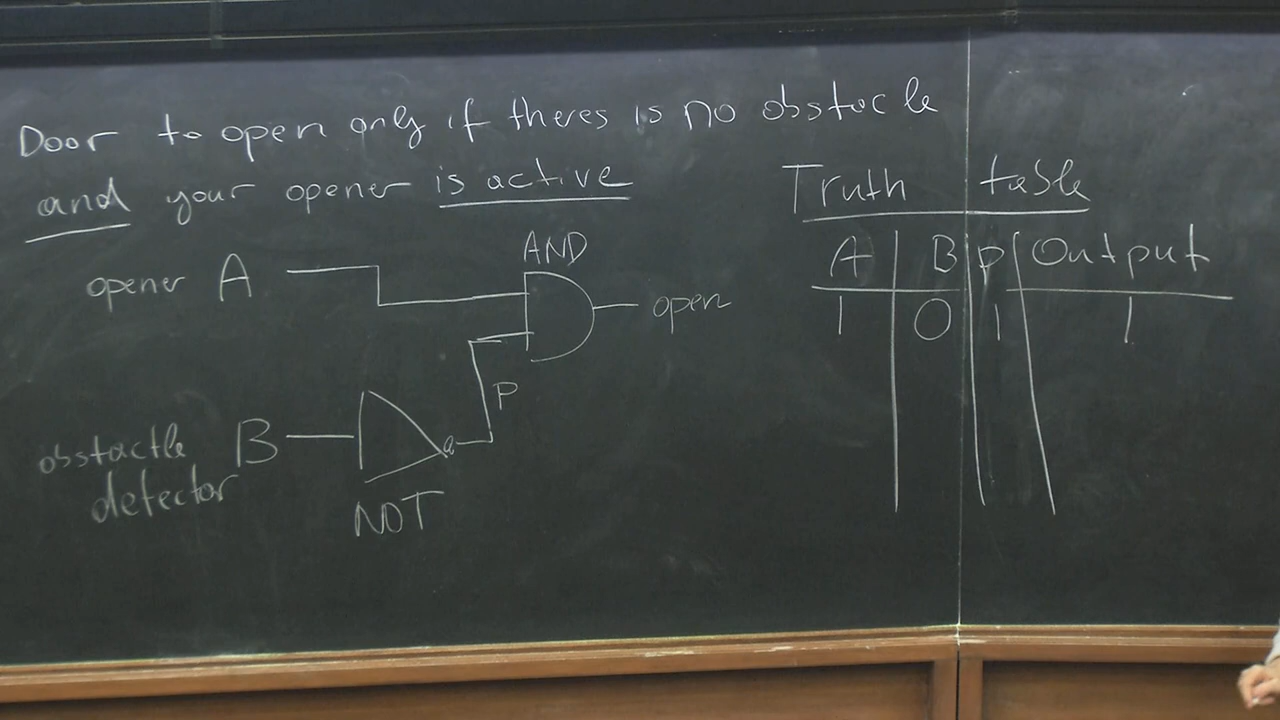 Door to open only if theres is no obstacle
and your opener is active
opener A
AND
open
P
obstactle B
detector
NOT
Truth table
A B P Output
1 0 1 1